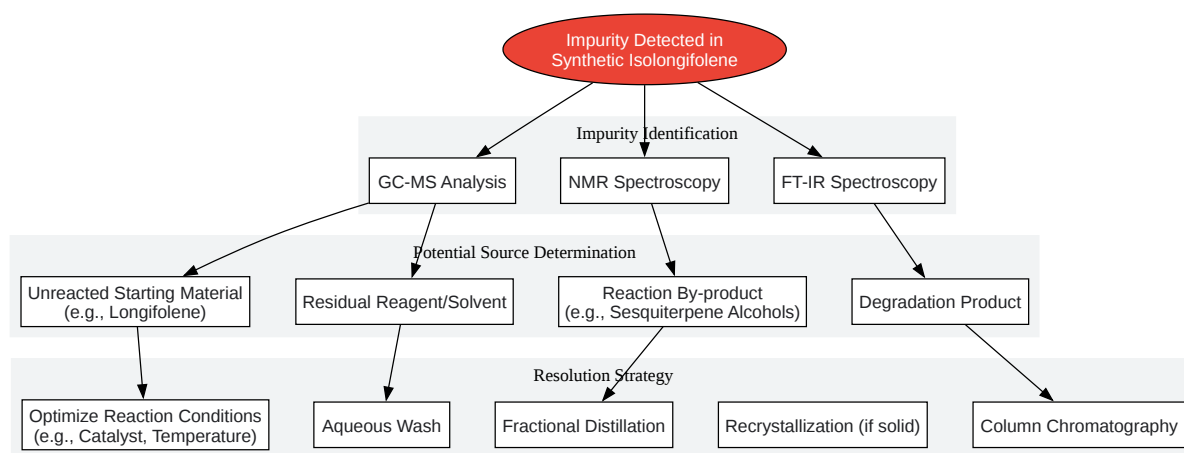 Impurity Detected in
Synthetic Isolongifolene
Impurity Identification
GC-MS Analysis
NMR Spectroscopy
FT-IR Spectroscopy
Potential Source Determination
Unreacted Starting Material
(e.g., Longifolene)
Residual Reagent/Solvent
Reaction By-product
(e.g., Sesquiterpene Alcohols)
Degradation Product
Resolution Strategy
Optimize Reaction Conditions
(e.g., Catalyst, Temperature)
Aqueous Wash
Fractional Distillation
Recrystallization (if solid)
Column Chromatography